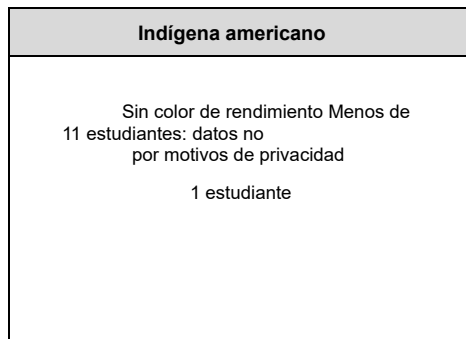 Indígena americano
Sin color de rendimiento Menos de
11 estudiantes: datos no
por motivos de privacidad
1 estudiante